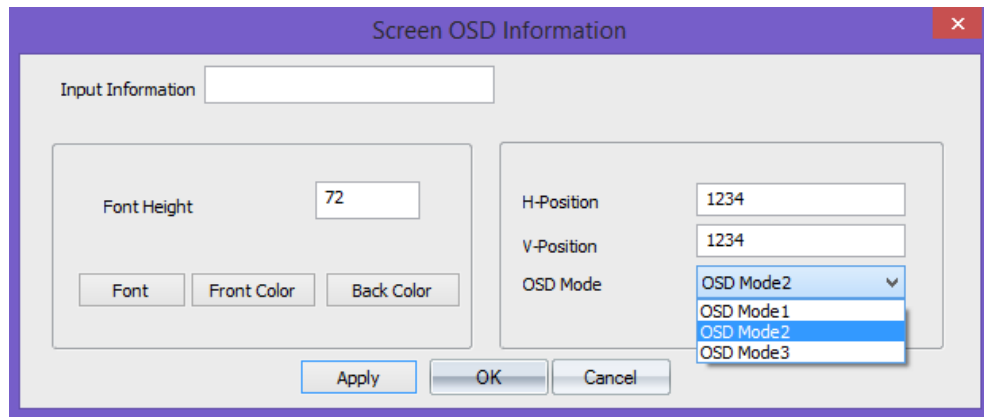 Screen OSD Information
Input Information
Font Height 72
Font Front Color Back Color
H-Position 1234
V-Position 1234
OSD Mode OSD Mode2
OSD Mode1
OSD Mode2
OSD Mode3
Apply OK Cancel